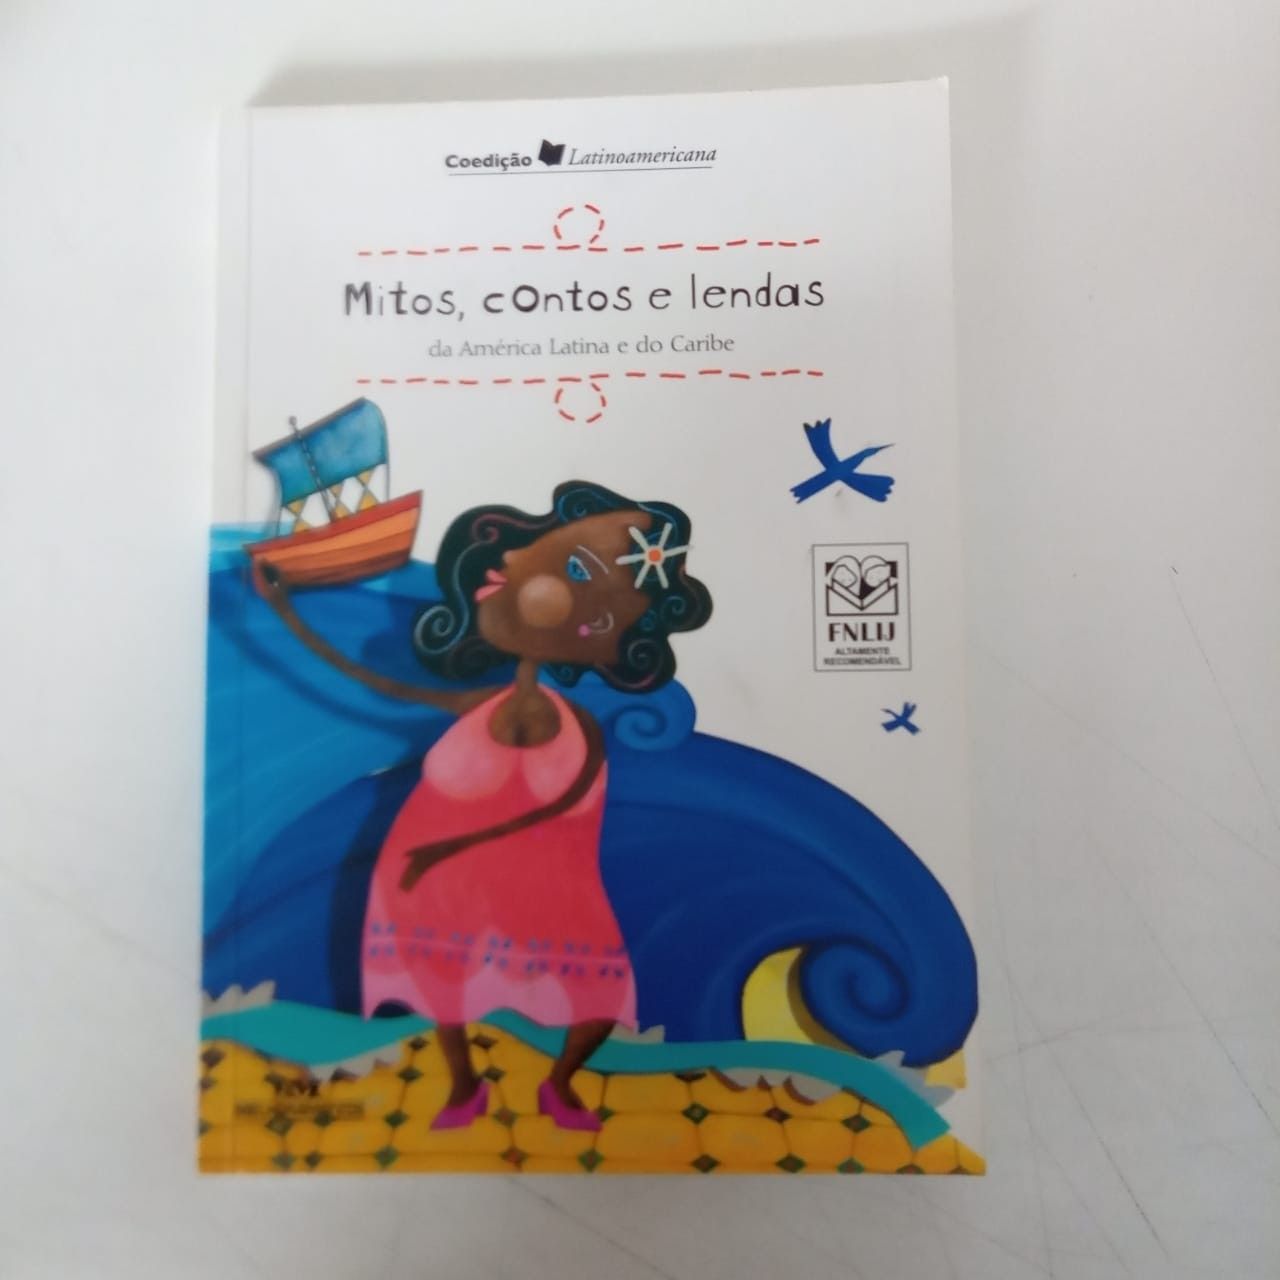 Coedição Latinoamericana
Mitos, cOntos e lendas
da América Latina e do Caribe
FNLIJ
ALTAMENTE
RECOMENDÁVEL